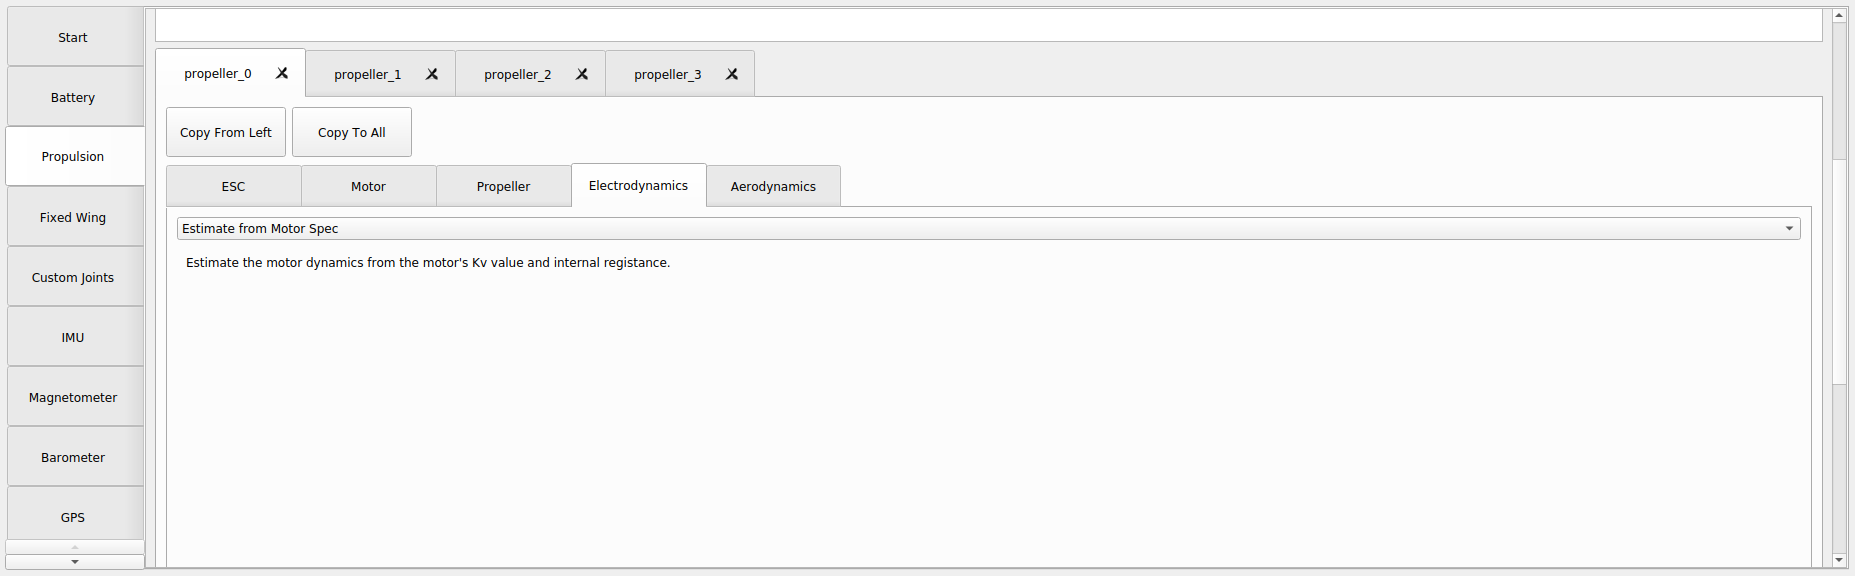 Start
Battery
Propulsion
Fixed Wing
Custom Joints
IMU
Magnetometer
Barometer
GPS
propeller_0
propeller_1
propeller_2
propeller_3
Copy From Left
Copy To All
ESC
Motor
Propeller
Electrodynamics
Aerodynamics
Estimate from Motor Spec
Estimate the motor dynamics from the motor's Kv value and internal registance.